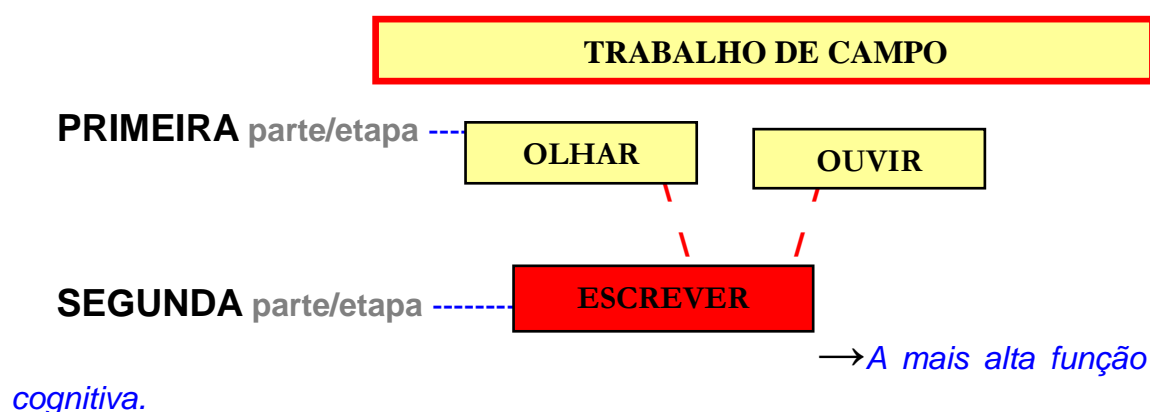 TRABALHO DE CAMPO
PRIMEIRA parte/etapa ----
OLHAR
OUVIR
SEGUNDA parte/etapa --------
ESCREVER
→A mais alta função
cognitiva.